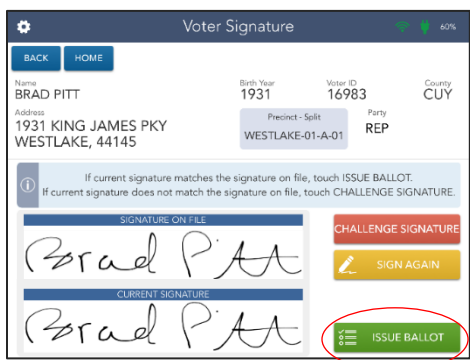 Voter Signature
60%
BACK HOME
Name Birth Year Voter ID County
BRAD PITT 1931 16983 CUY
Address Precinct - Split Party
1931 KING JAMES PKY WESTLAKE-01-A-01 REP
WESTLAKE, 44145
If current signature matches the signature on file, touch ISSUE BALLOT.
If current signature does not match the signature on file, touch CHALLENGE SIGNATURE.
SIGNATURE ON FILE
Brad Pitt
CHALLENGE SIGNATURE
SIGN AGAIN
CURRENT SIGNATURE
Brad Pitt
ISSUE BALLOT